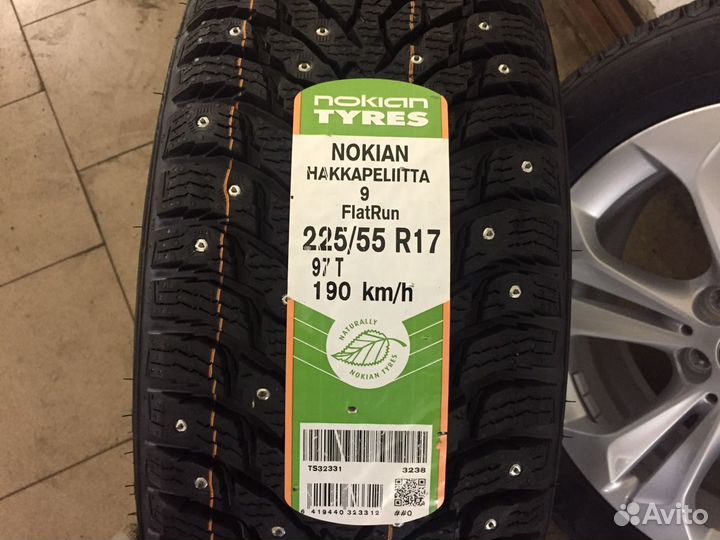 nokian
TYRES
NOKIAN
HAKKAPELIITTA
9
FlatRun
225/55 R17
97 T
190 km/h
NATURALLY
NOKIAN TYRES
TS32331 3238
6 419440 323312 ##0
Avito